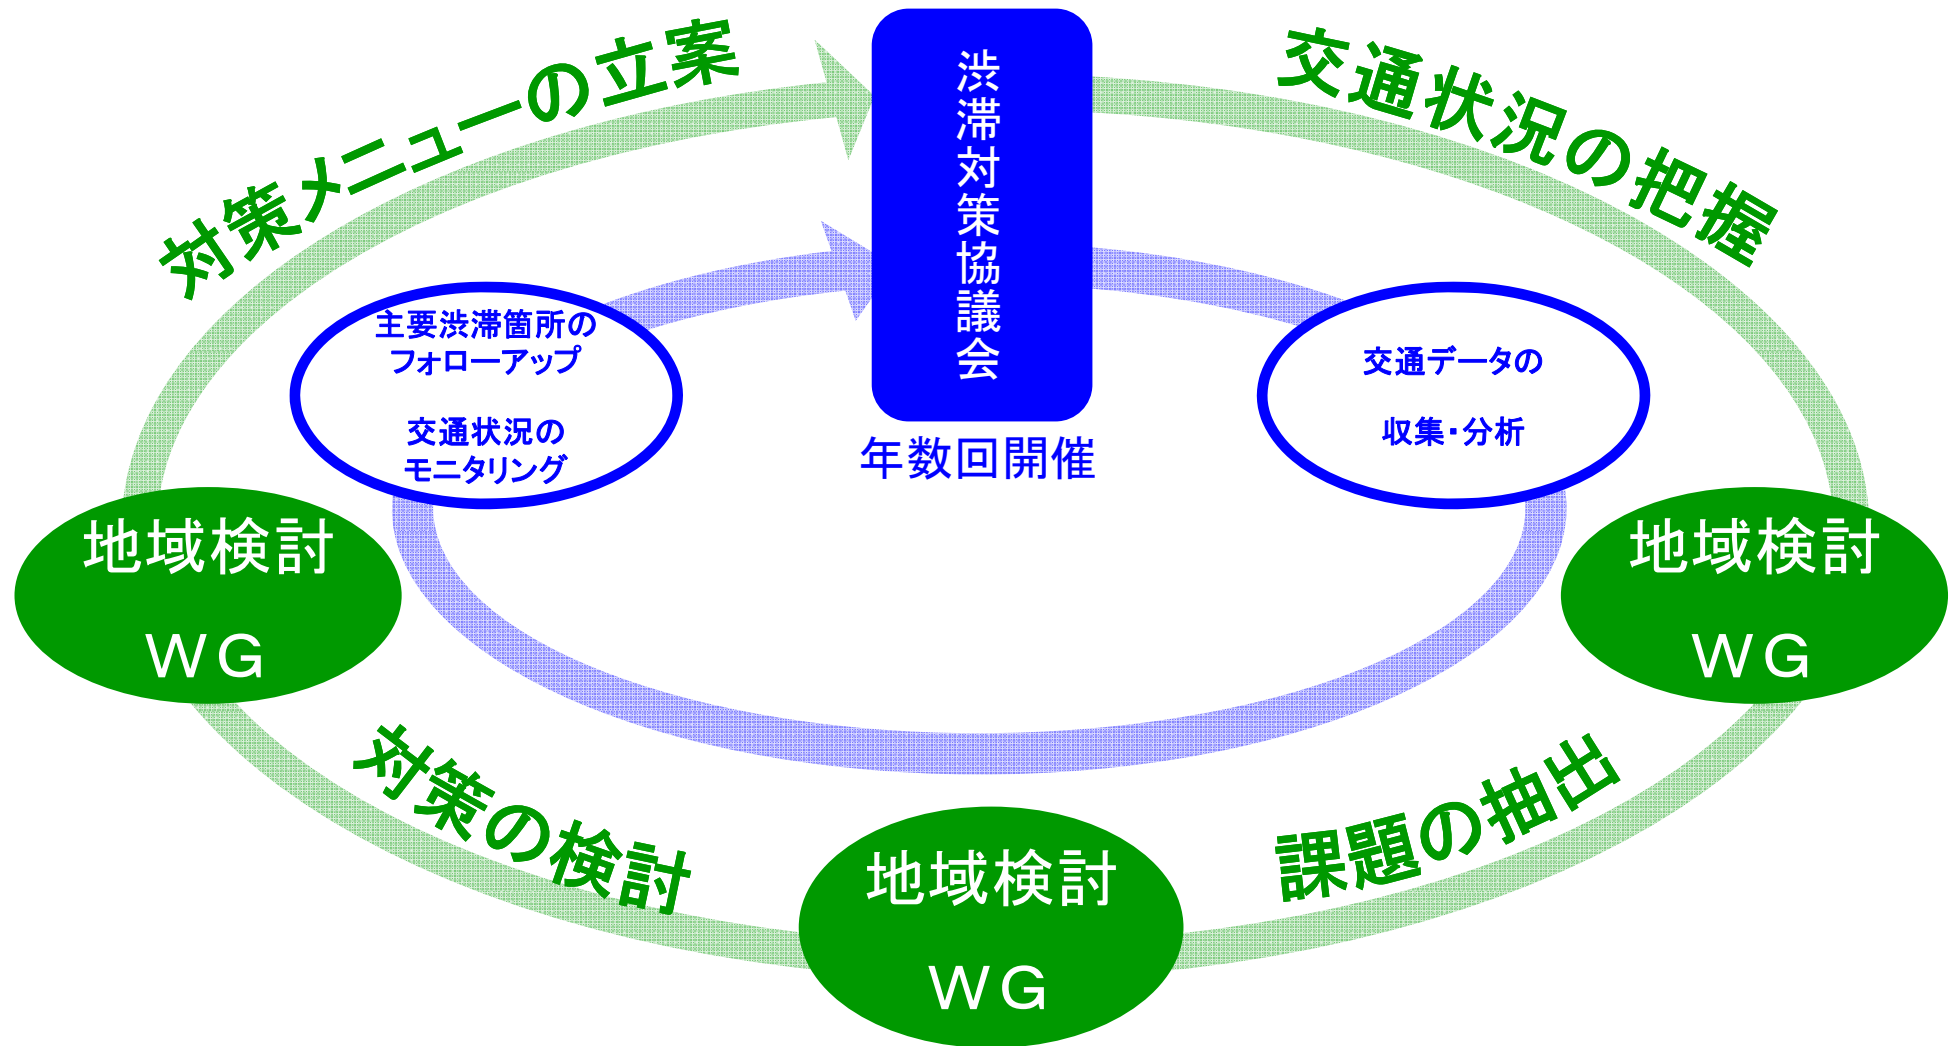 対策メニューの立案
渋滞対策協議会
交通状況の把握
主要渋滞箇所の
フォローアップ
交通状況の
モニタリング
年数回開催
交通データの
収集・分析
地域検討
ＷＧ
地域検討
ＷＧ
対策の検討
地域検討
ＷＧ
課題の抽出